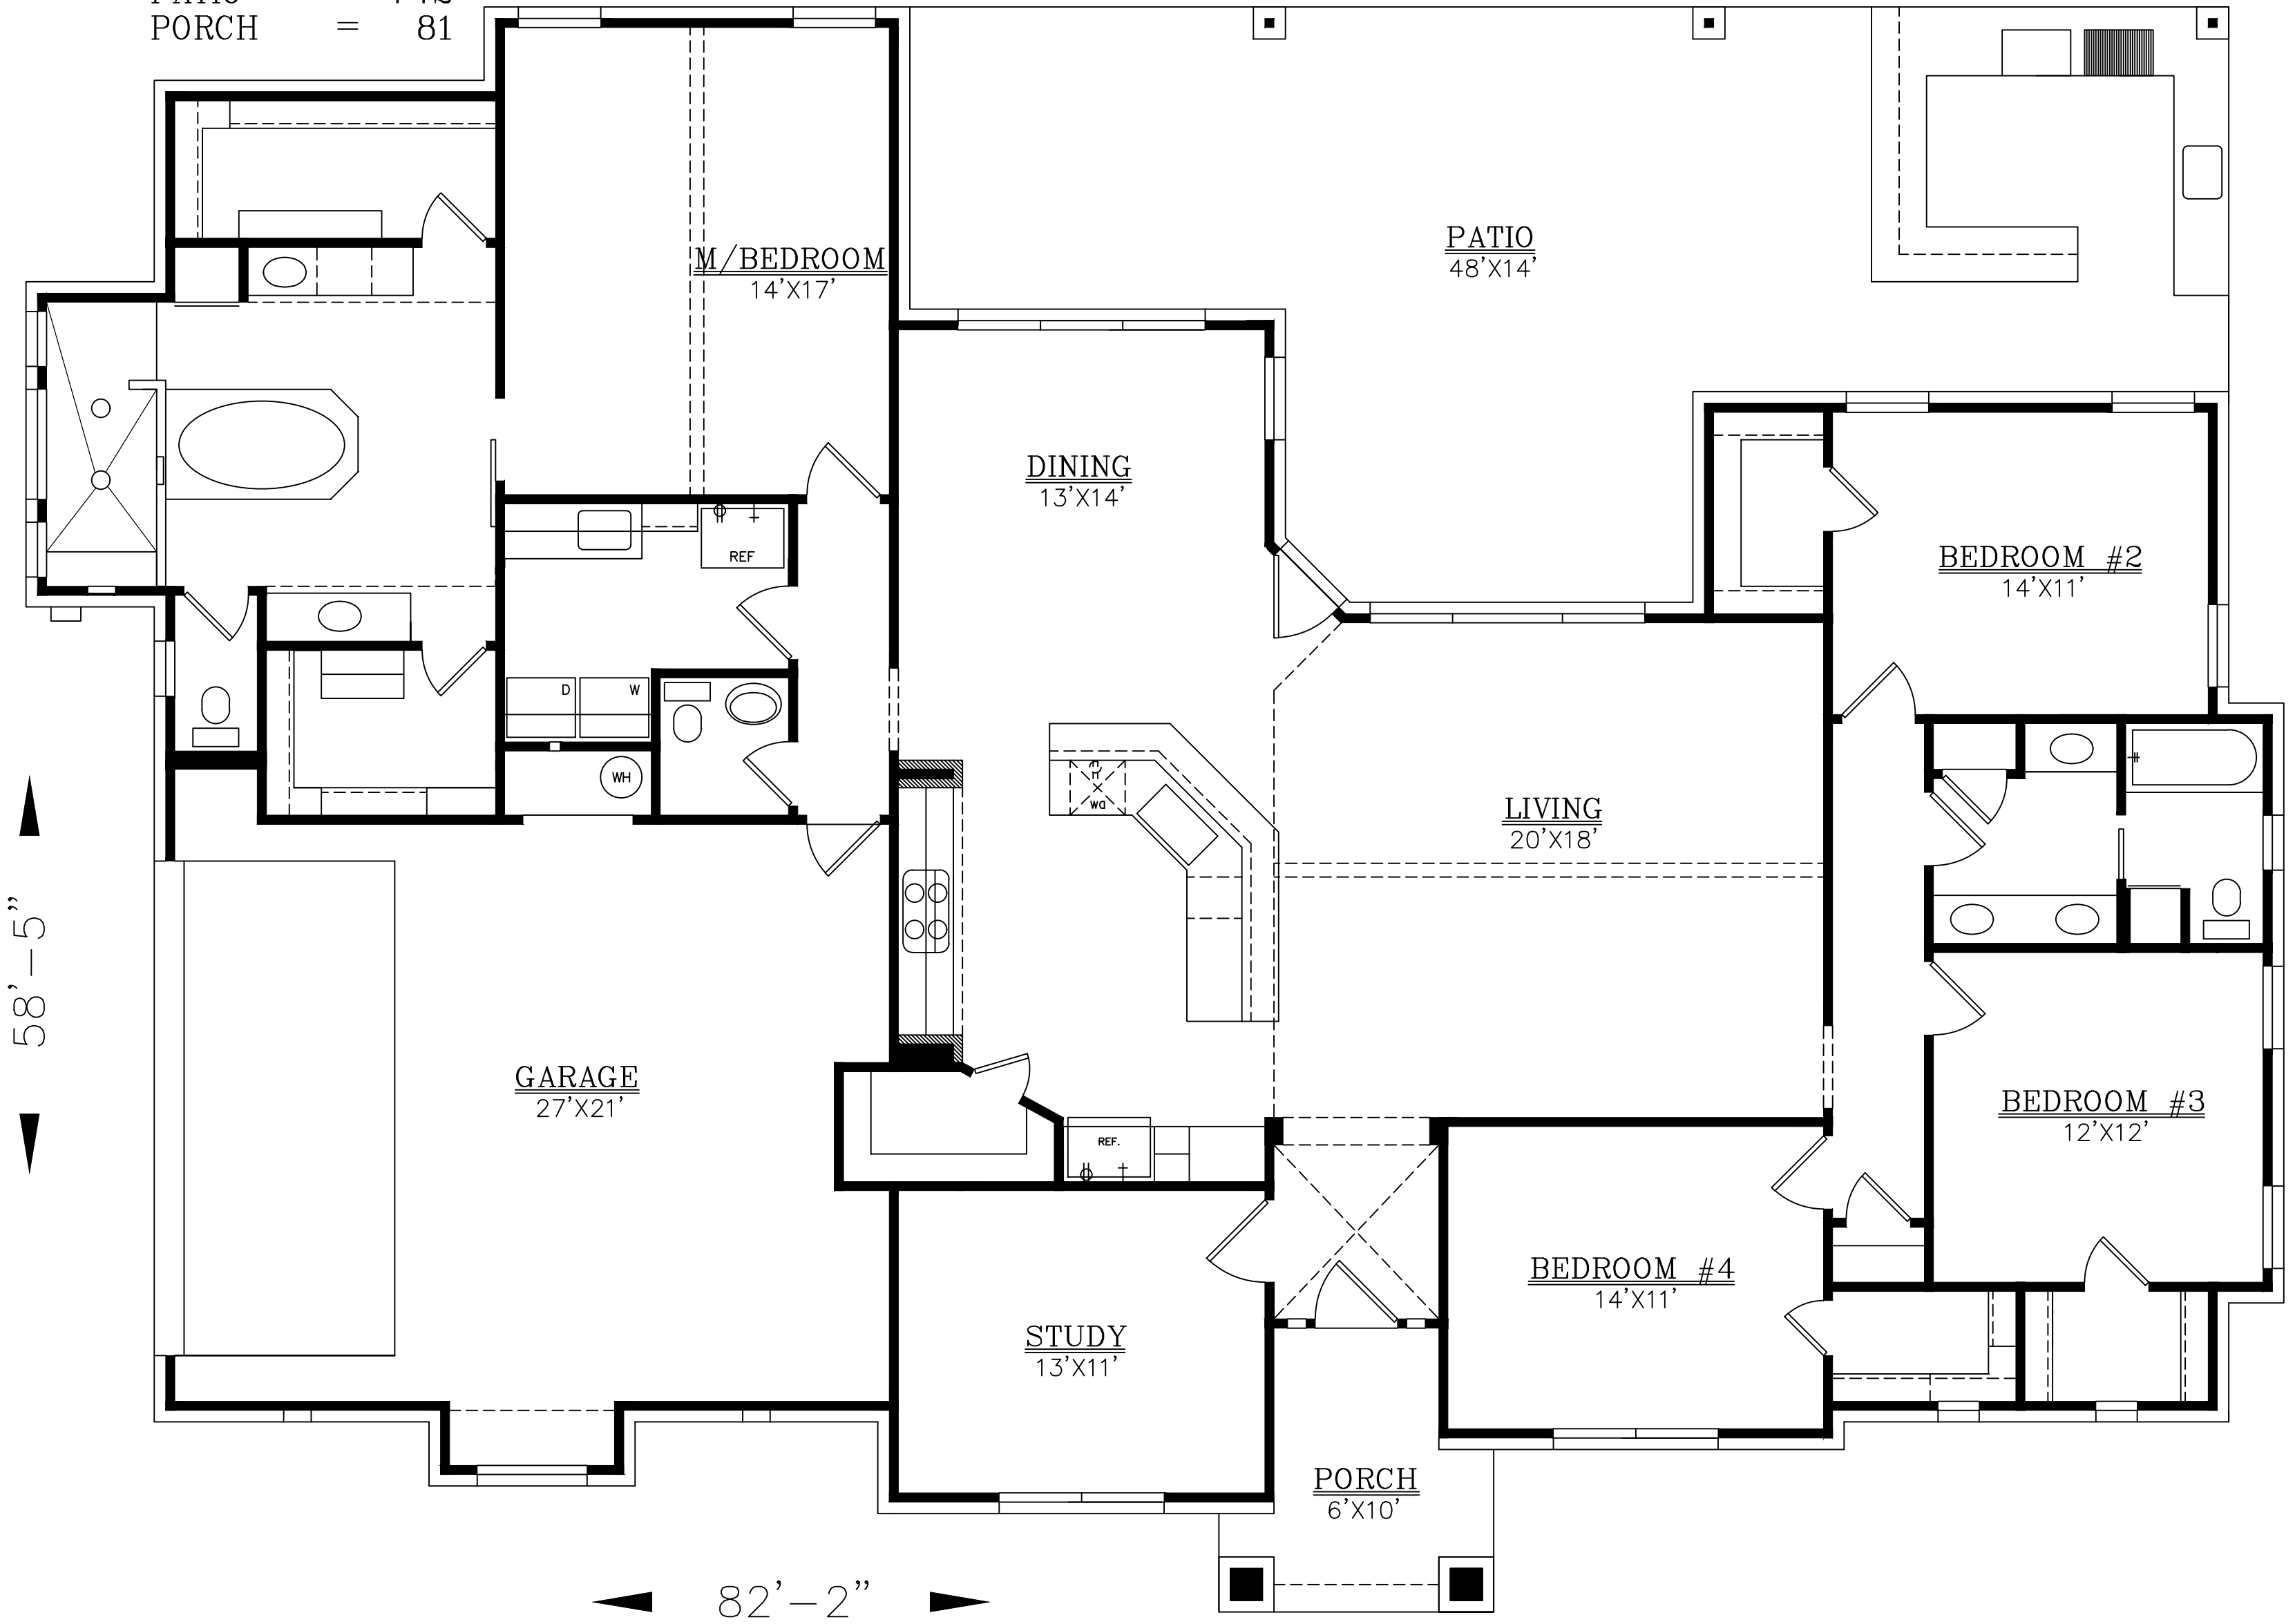 PORCH = 81
M/BEDROOM
14'X17'
PATIO
48'X14'
DINING
13'X14'
REF
BEDROOM #2
14'X11'
D
W
WH
DW
LIVING
20'X18'
58'-5"
GARAGE
27'X21'
REF.
BEDROOM #3
12'X12'
BEDROOM #4
14'X11'
STUDY
13'X11'
PORCH
6'X10'
82'-2"